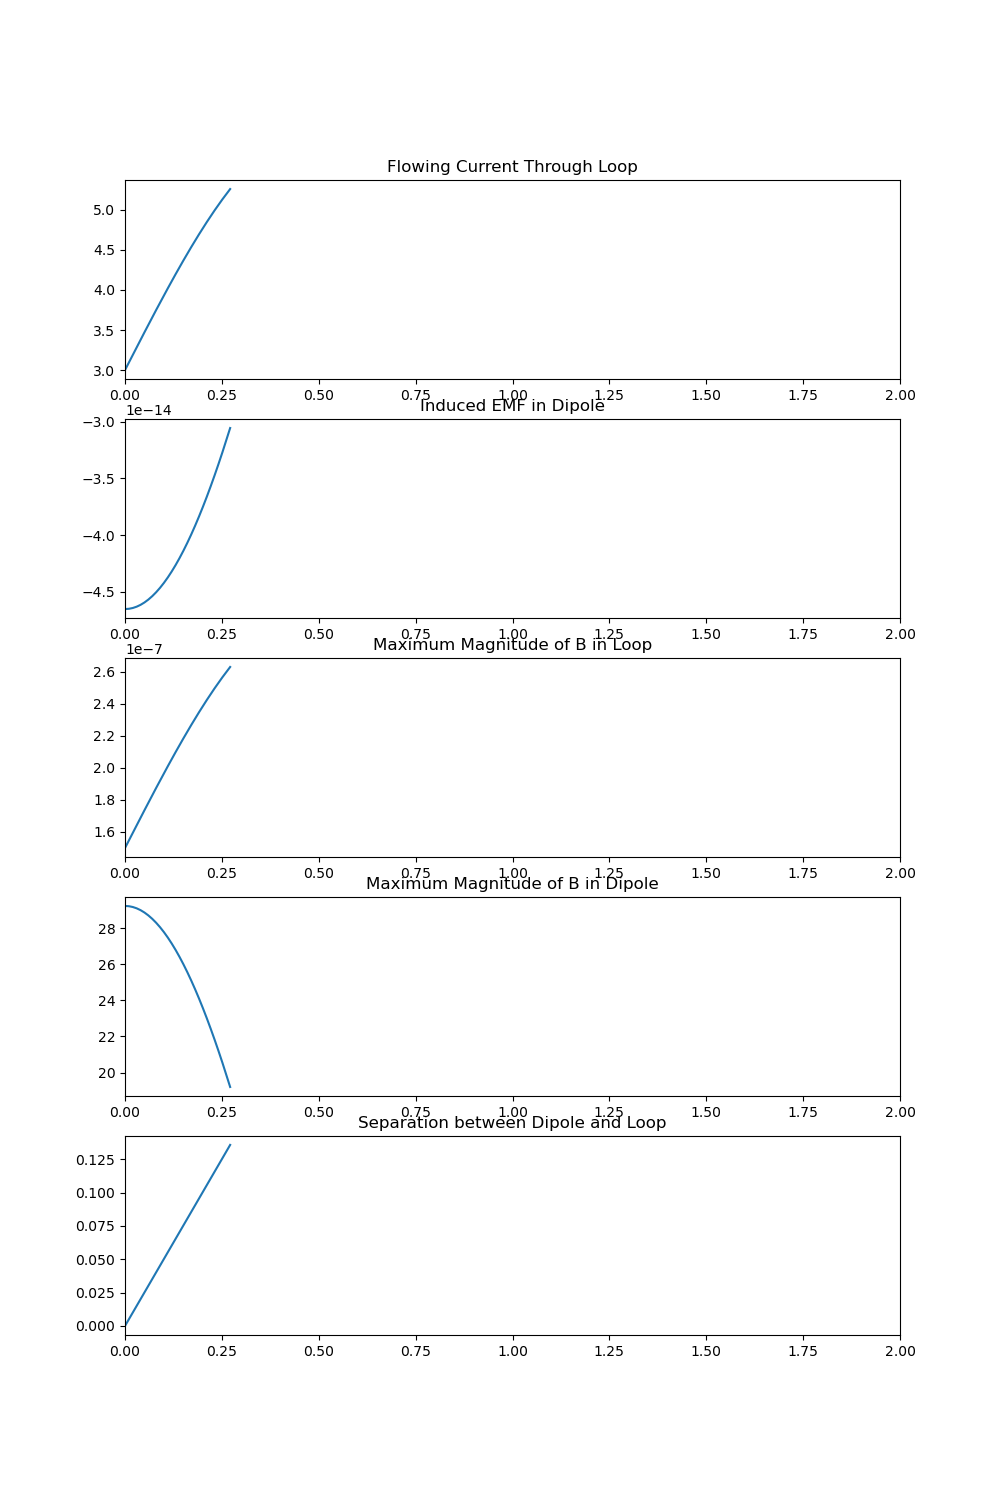 Flowing Current Through Loop
5.0
4.5
4.0
3.5
3.0
0.00 0.25 0.50 0.75 1.00 1.25 1.50 1.75 2.00
1e−14
Induced EMF in Dipole
−3.0
−3.5
−4.0
−4.5
0.00 0.25 0.50 0.75 1.00 1.25 1.50 1.75 2.00
1e−7
Maximum Magnitude of B in Loop
2.6
2.4
2.2
2.0
1.8
1.6
0.00 0.25 0.50 0.75 1.00 1.25 1.50 1.75 2.00
Maximum Magnitude of B in Dipole
28
26
24
22
20
0.00 0.25 0.50 0.75 1.00 1.25 1.50 1.75 2.00
Separation between Dipole and Loop
0.125
0.100
0.075
0.050
0.025
0.000
0.00 0.25 0.50 0.75 1.00 1.25 1.50 1.75 2.00